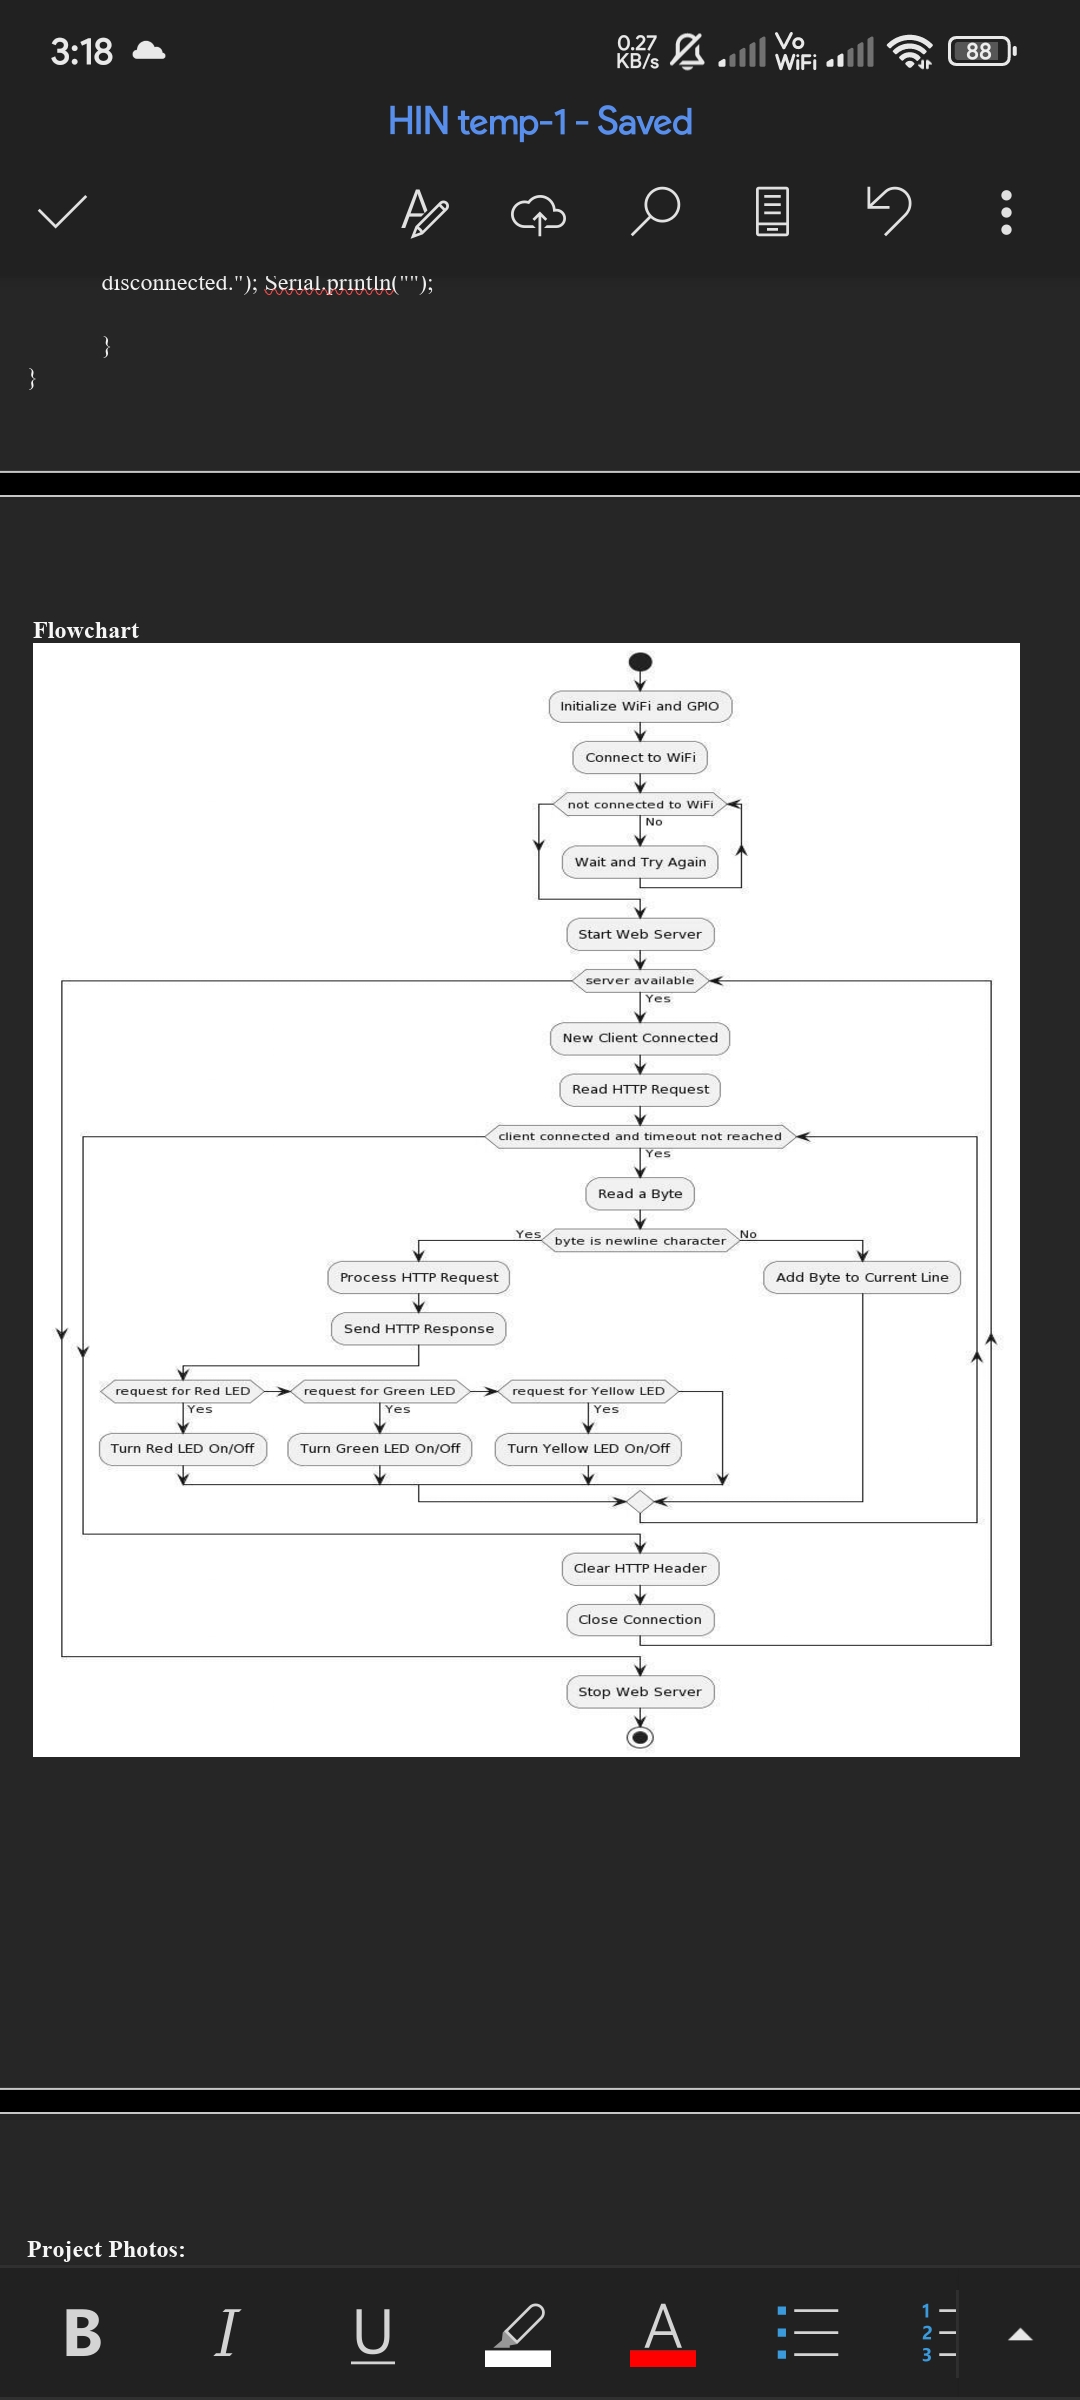 3:18
0.27
KB/s
Vo
WiFi
88
HIN temp-1 - Saved
disconnected."); Serial.println("");
}
}
Flowchart
Initialize WiFi and GPIO
Connect to WiFi
not connected to WiFi
No
Wait and Try Again
Start Web Server
server available
Yes
New Client Connected
Read HTTP Request
client connected and timeout not reached
Yes
Read a Byte
Yes
byte is newline character
No
Process HTTP Request
Add Byte to Current Line
Send HTTP Response
request for Red LED
request for Green LED
request for Yellow LED
Yes
Yes
Yes
Turn Red LED On/Off
Turn Green LED On/Off
Turn Yellow LED On/Off
Clear HTTP Header
Close Connection
Stop Web Server
Project Photos:
B
I
U
A
1
2
3